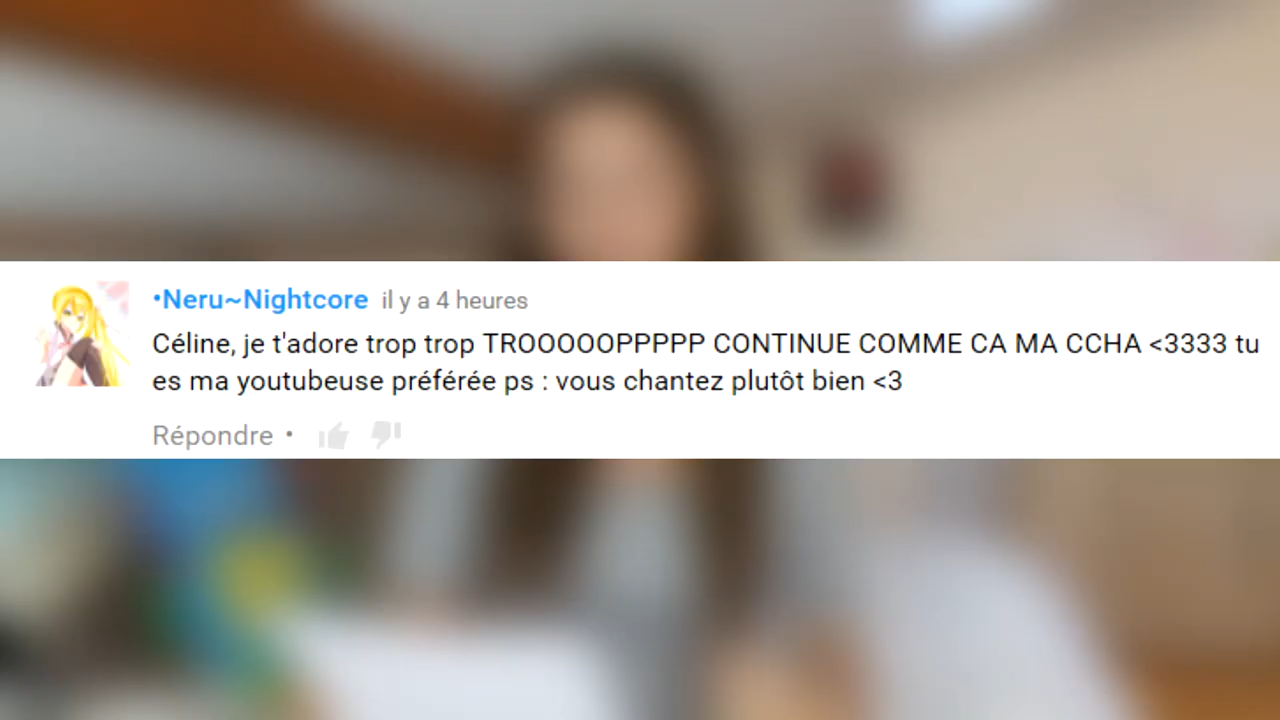 •Neru~Nightcore il y a 4 heures
Céline, je t'adore trop trop TROOOOOPPPPP CONTINUE COMME CA MA CCHA <3333 tu
es ma youtubeuse préférée ps : vous chantez plutôt bien <3
Répondre •